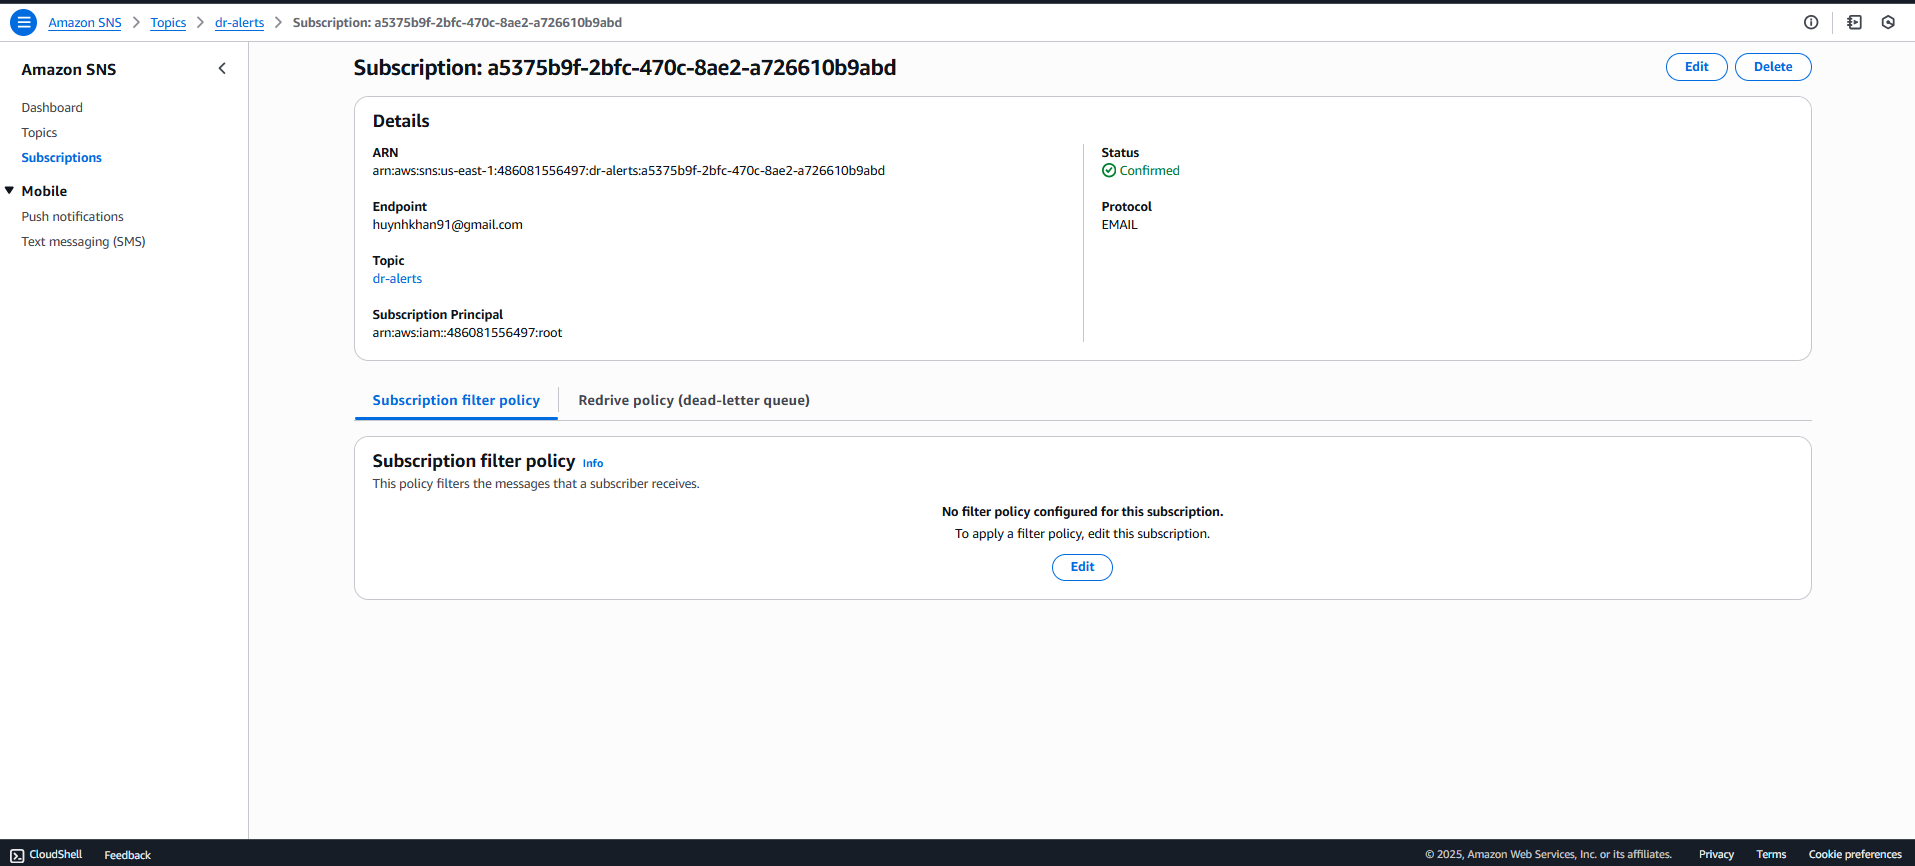 Amazon SNS > Topics > dr-alerts > Subscription: a5375b9f-2bfc-470c-8ae2-a726610b9abd
Amazon SNS
Dashboard
Topics
Subscriptions
Mobile
Push notifications
Text messaging (SMS)
Subscription: a5375b9f-2bfc-470c-8ae2-a726610b9abd
Edit
Delete
Details
ARN
arn:aws:sns:us-east-1:486081556497:dr-alerts:a5375b9f-2bfc-470c-8ae2-a726610b9abd
Endpoint
huynhkhan91@gmail.com
Topic
dr-alerts
Subscription Principal
arn:aws:iam::486081556497:root
Status
Confirmed
Protocol
EMAIL
Subscription filter policy
Redrive policy (dead-letter queue)
Subscription filter policy Info
This policy filters the messages that a subscriber receives.
No filter policy configured for this subscription.
To apply a filter policy, edit this subscription.
Edit
CloudShell
Feedback
© 2025, Amazon Web Services, Inc. or its affiliates.
Privacy
Terms
Cookie preferences